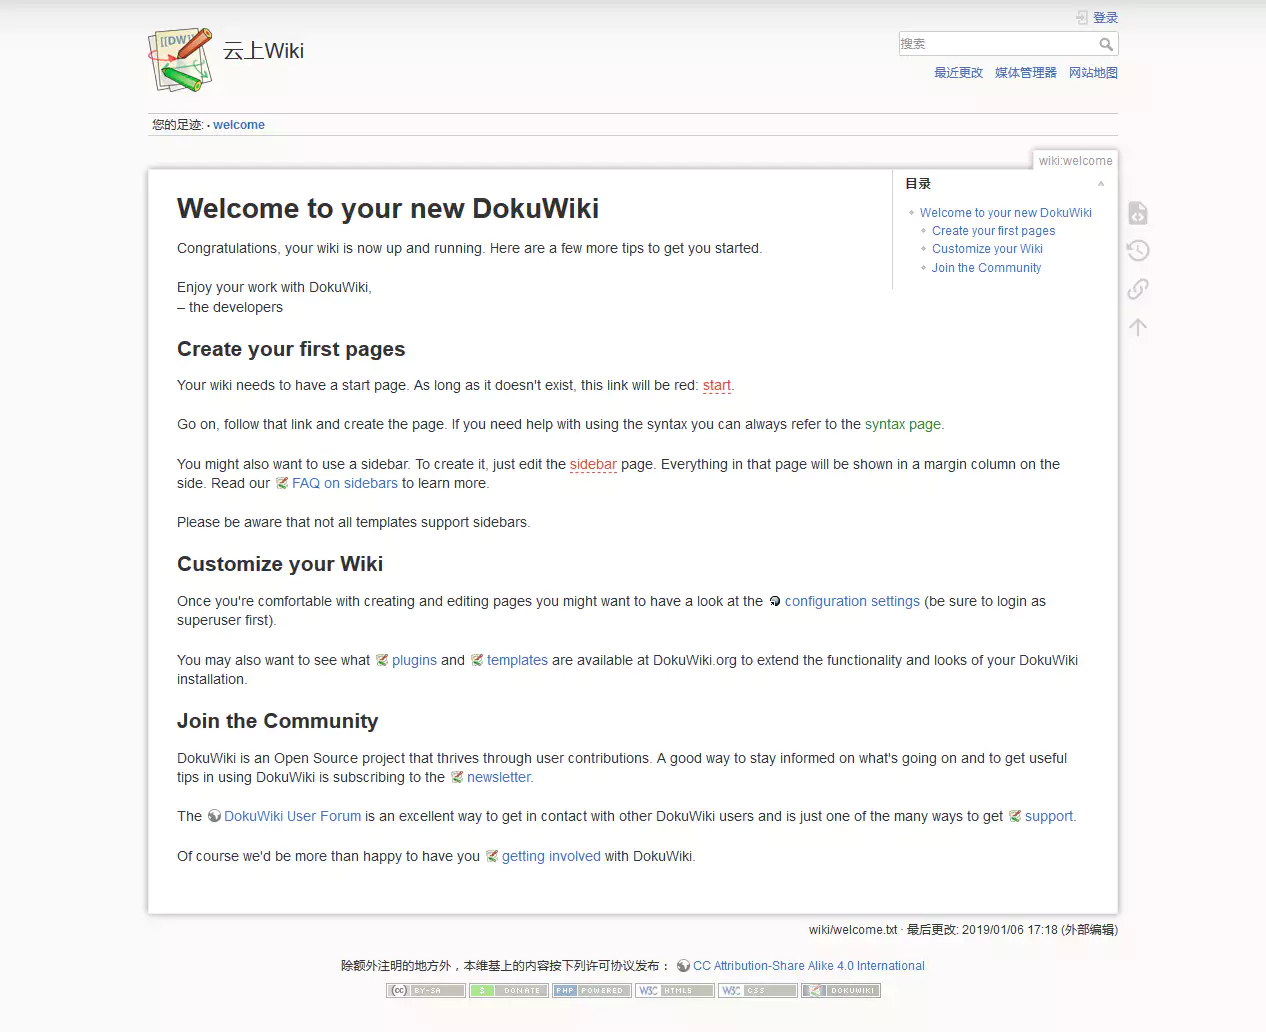 登录
[[DW]]
云上Wiki
搜索
最近更改 媒体管理器 网站地图
您的足迹: • welcome
wiki:welcome
目录
Welcome to your new DokuWiki
Create your first pages
Customize your Wiki
Join the Community
Welcome to your new DokuWiki
Congratulations, your wiki is now up and running. Here are a few more tips to get you started.
Enjoy your work with DokuWiki,
– the developers
Create your first pages
Your wiki needs to have a start page. As long as it doesn't exist, this link will be red: start.
Go on, follow that link and create the page. If you need help with using the syntax you can always refer to the syntax page.
You might also want to use a sidebar. To create it, just edit the sidebar page. Everything in that page will be shown in a margin column on the
side. Read our FAQ on sidebars to learn more.
Please be aware that not all templates support sidebars.
Customize your Wiki
Once you're comfortable with creating and editing pages you might want to have a look at the configuration settings (be sure to login as
superuser first).
You may also want to see what plugins and templates are available at DokuWiki.org to extend the functionality and looks of your DokuWiki
installation.
Join the Community
DokuWiki is an Open Source project that thrives through user contributions. A good way to stay informed on what's going on and to get useful
tips in using DokuWiki is subscribing to the newsletter.
The DokuWiki User Forum is an excellent way to get in contact with other DokuWiki users and is just one of the many ways to get support.
Of course we'd be more than happy to have you getting involved with DokuWiki.
wiki/welcome.txt · 最后更改: 2019/01/06 17:18 (外部编辑)
除额外注明的地方外，本维基上的内容按下列许可协议发布： CC Attribution-Share Alike 4.0 International
(cc) BY-SA $ DONATE PHP POWERED W3C HTML5 W3C CSS DOKUWIKI